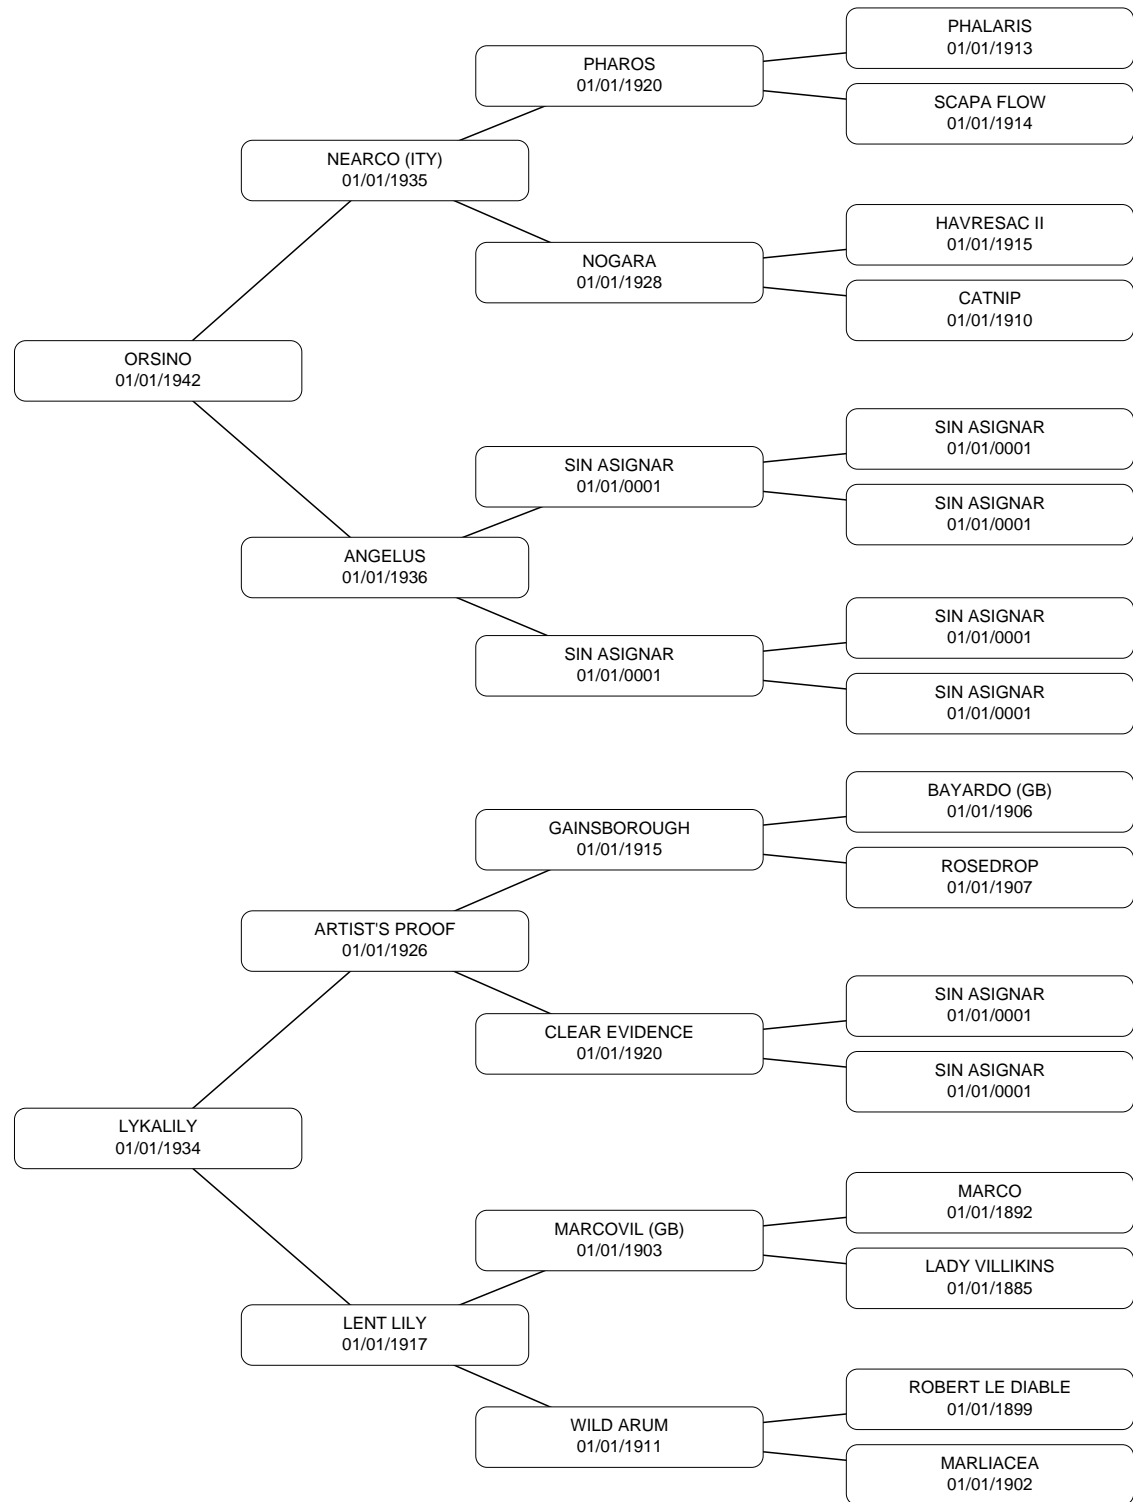 PHALARIS
01/01/1913
PHAROS
01/01/1920
SCAPA FLOW
01/01/1914
NEARCO (ITY)
01/01/1935
HAVRESAC II
01/01/1915
NOGARA
01/01/1928
CATNIP
01/01/1910
ORSINO
01/01/1942
SIN ASIGNAR
01/01/0001
SIN ASIGNAR
01/01/0001
SIN ASIGNAR
01/01/0001
ANGELUS
01/01/1936
SIN ASIGNAR
01/01/0001
SIN ASIGNAR
01/01/0001
SIN ASIGNAR
01/01/0001
BAYARDO (GB)
01/01/1906
GAINSBOROUGH
01/01/1915
ROSEDROP
01/01/1907
ARTIST'S PROOF
01/01/1926
SIN ASIGNAR
01/01/0001
CLEAR EVIDENCE
01/01/1920
SIN ASIGNAR
01/01/0001
LYKALILY
01/01/1934
MARCO
01/01/1892
MARCOVIL (GB)
01/01/1903
LADY VILLIKINS
01/01/1885
LENT LILY
01/01/1917
ROBERT LE DIABLE
01/01/1899
WILD ARUM
01/01/1911
MARLIACEA
01/01/1902